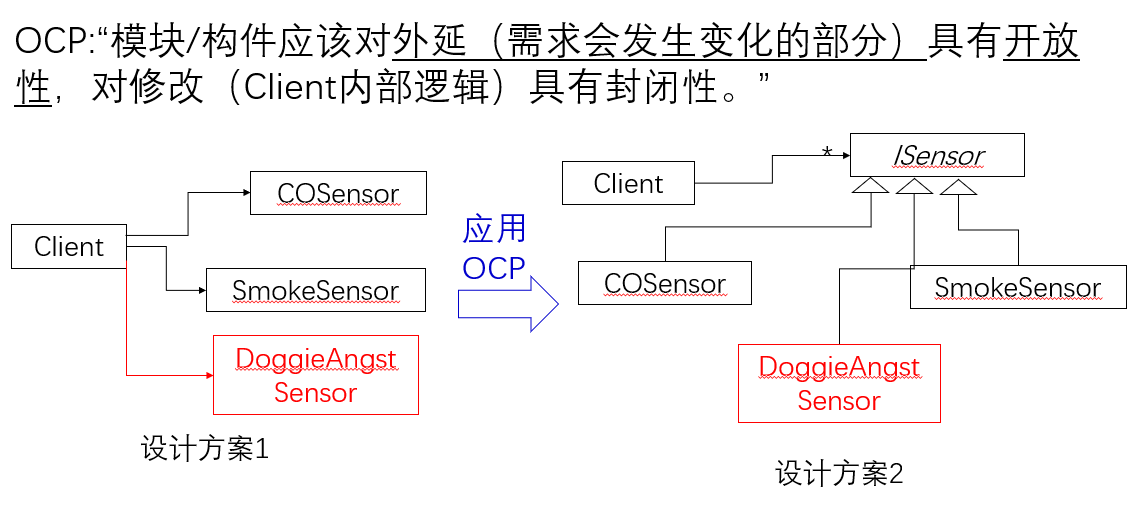 OCP:“模块/构件应该对外延（需求会发生变化的部分）具有开放
性，对修改（Client内部逻辑）具有封闭性。”
Client
COSensor
SmokeSensor
DoggieAngst
Sensor
设计方案1
应用
OCP
Client
*
ISensor
COSensor
SmokeSensor
DoggieAngst
Sensor
设计方案2